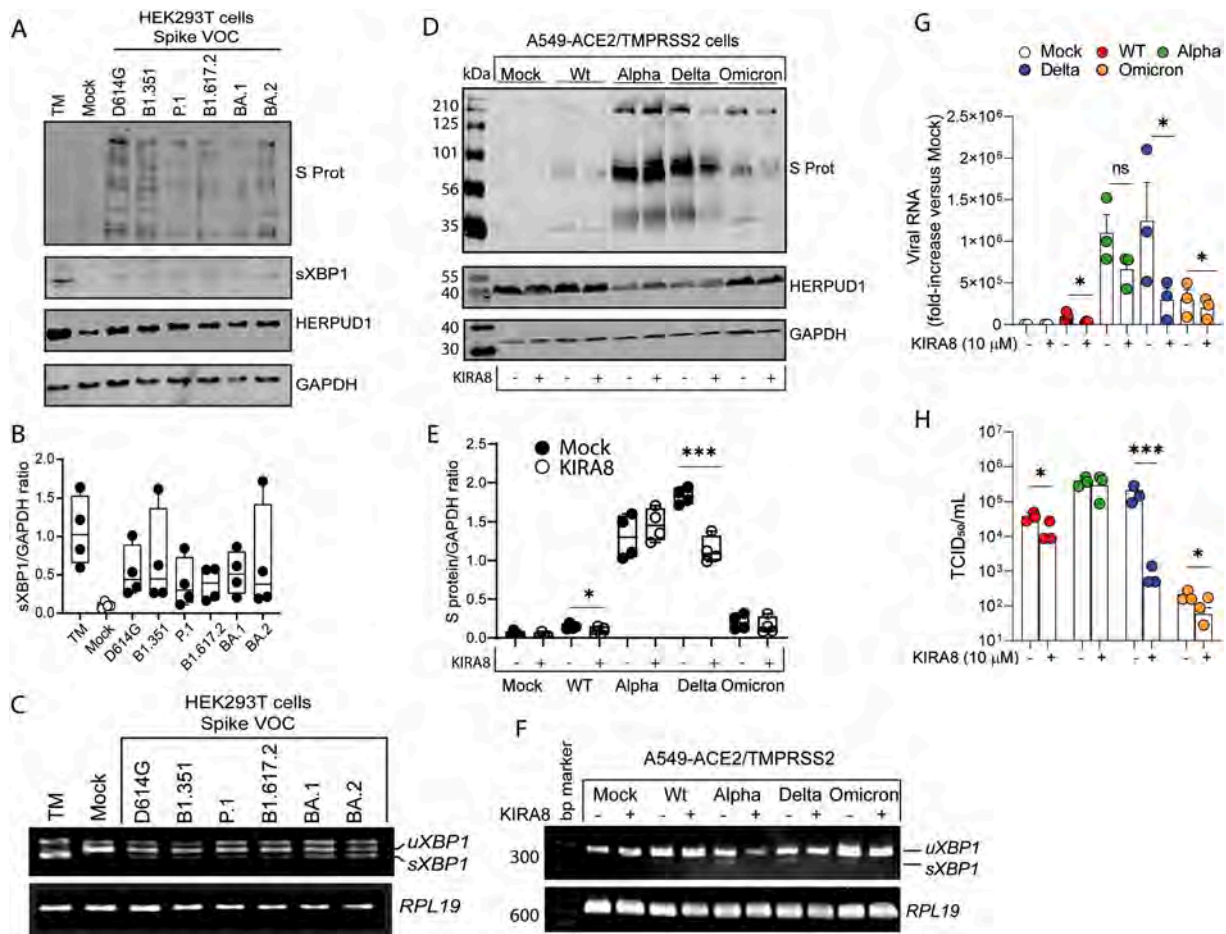 A
HEK293T cells
Spike VOC
TM
Mock
D614G
B1.351
P.1
B1.617.2
BA.1
BA.2
S Prot
sXBP1
HERPUD1
GAPDH
B
sXBP1/GAPDH ratio
2.0
1.5
1.0
0.5
0.0
TM
Mock
D614G
B1.351
P.1
B1.617.2
BA.1
BA.2
C
HEK293T cells
Spike VOC
TM
Mock
D614G
B1.351
P.1
B1.617.2
BA.1
BA.2
uXBP1
sXBP1
RPL19
D
A549-ACE2/TMPRSS2 cells
kDa Mock Wt Alpha Delta Omicron
210
125
101
56
35
S Prot
55
40
HERPUD1
40
30
GAPDH
- + - + - + - + - + KIRA8
E
S protein/GAPDH ratio
2.5
2.0
1.5
1.0
0.5
0.0
Mock
KIRA8
*
***
KIRA8 - + - + - + - + - +
Mock WT Alpha Delta Omicron
F
bp marker
A549-ACE2/TMPRSS2
Mock Wt Alpha Delta Omicron
KIRA8 - + - + - + - + - +
300
uXBP1
sXBP1
600
RPL19
G
Mock WT Alpha
Delta Omicron
Viral RNA
(fold-increase versus Mock)
2.5×10⁶
2×10⁶
1.5×10⁶
1×10⁶
5×10⁵
0
*
ns
*
*
KIRA8 (10 μM) - + - + - + - + - +
H
TCID₅₀/mL
10⁷
10⁶
10⁵
10⁴
10³
10²
10¹
*
***
*
KIRA8 (10 μM) - + - + - + - +